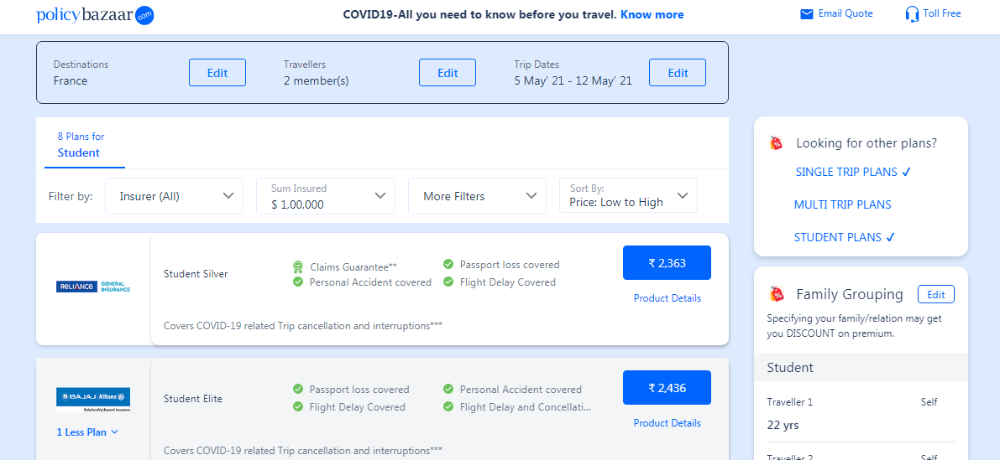 policybazaar.com
COVID19-All you need to know before you travel. Know more
Email Quote
Toll Free
Destinations
France
Edit
Travellers
2 member(s)
Edit
Trip Dates
5 May' 21 - 12 May' 21
Edit
8 Plans for
Student
Filter by:
Insurer (All)
Sum Insured
$ 1,00,000
More Filters
Sort By:
Price: Low to High
RELIANCE GENERAL INSURANCE
Student Silver
Claims Guarantee**
Passport loss covered
Personal Accident covered
Flight Delay Covered
₹ 2,363
Product Details
Covers COVID-19 related Trip cancellation and interruptions***
BAJAJ Allianz
Relationship Beyond Insurance
1 Less Plan
Student Elite
Passport loss covered
Personal Accident covered
Flight Delay Covered
Flight Delay and Concellati...
₹ 2,436
Product Details
Covers COVID-19 related Trip cancellation and interruptions***
Looking for other plans?
SINGLE TRIP PLANS ✓
MULTI TRIP PLANS
STUDENT PLANS ✓
Family Grouping
Edit
Specifying your family/relation may get
you DISCOUNT on premium.
Student
Traveller 1
Self
22 yrs
Traveller 2
Self